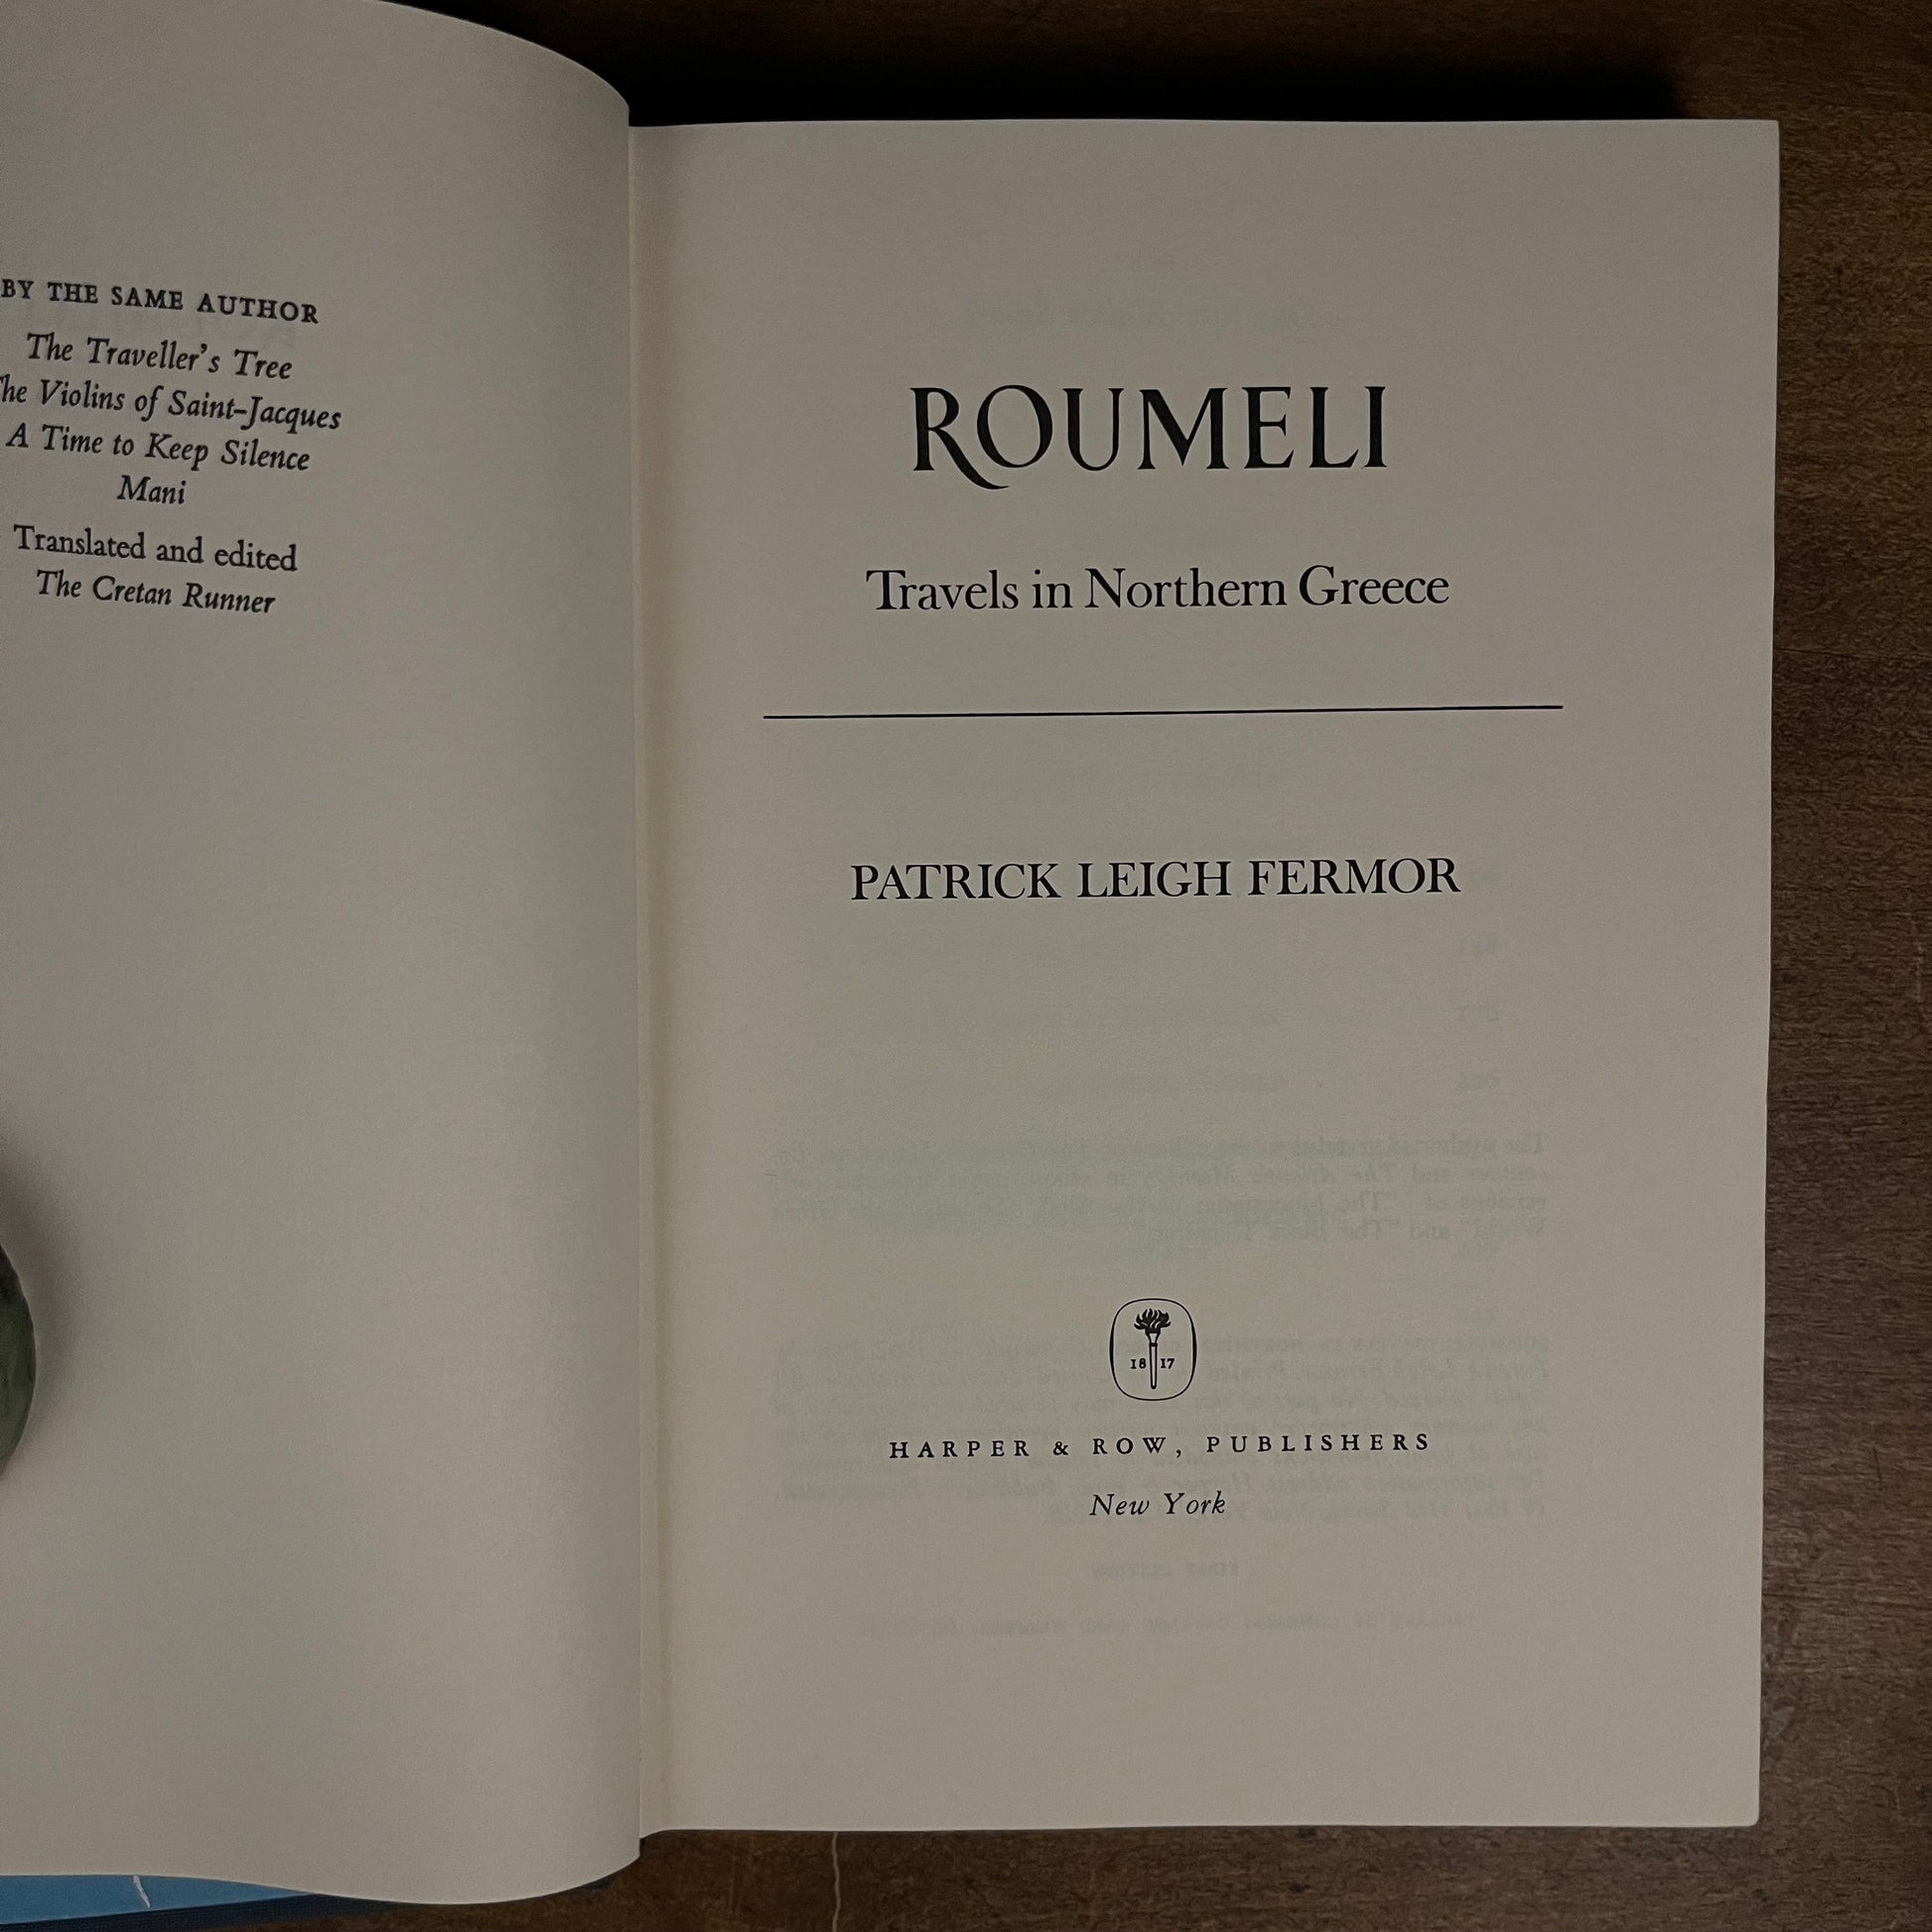 BY THE SAME AUTHOR
The Traveller's Tree
The Violins of Saint-Jacques
A Time to Keep Silence
Mani
Translated and edited
The Cretan Runner
ROUMELI
Travels in Northern Greece
PATRICK LEIGH FERMOR
18 17
HARPER & ROW, PUBLISHERS
New York